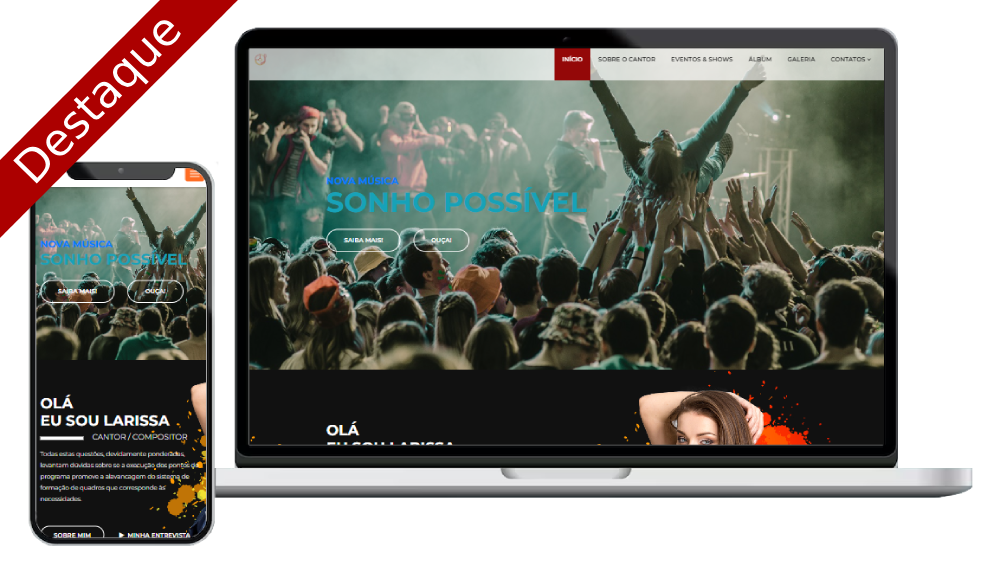 Destaque
INÍCIO SOBRE O CANTOR EVENTOS & SHOWS ÁLBUM GALERIA CONTATOS
NOVA MÚSICA
SONHO POSSÍVEL
SAIBA MAIS! OUÇA!
OLÁ
EU SOU LARISSA
NOVA MÚSICA
SONHO POSSÍVEL
SAIBA MAIS! OUÇA!
OLÁ
EU SOU LARISSA
CANTOR / COMPOSITOR
Todas estas questões, devidamente ponderadas,
levantam dúvidas sobre se a execução dos pontos do
programa promove a alavancagem do sistema de
formação de quadros que corresponde às
necessidades.
SOBRE MIM MINHA ENTREVISTA